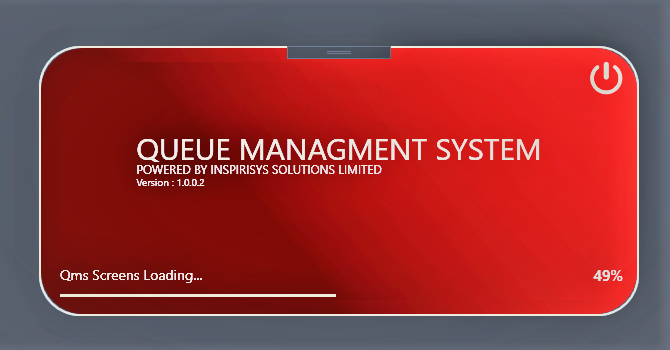 QUEUE MANAGMENT SYSTEM
POWERED BY INSPIRISYS SOLUTIONS LIMITED
Version : 1.0.0.2
Qms Screens Loading...
49%